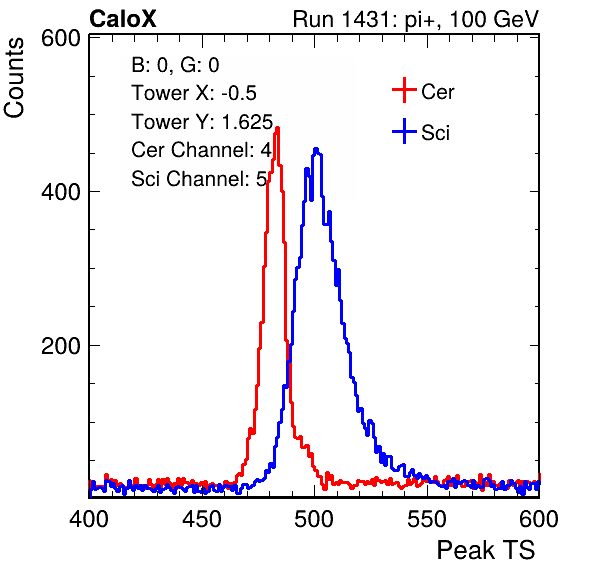 CaloX
Run 1431: pi+, 100 GeV
Counts
600
400
200
B: 0, G: 0
Tower X: -0.5
Tower Y: 1.625
Cer Channel: 4
Sci Channel: 5
Cer
Sci
400
450
500
550
600
Peak TS